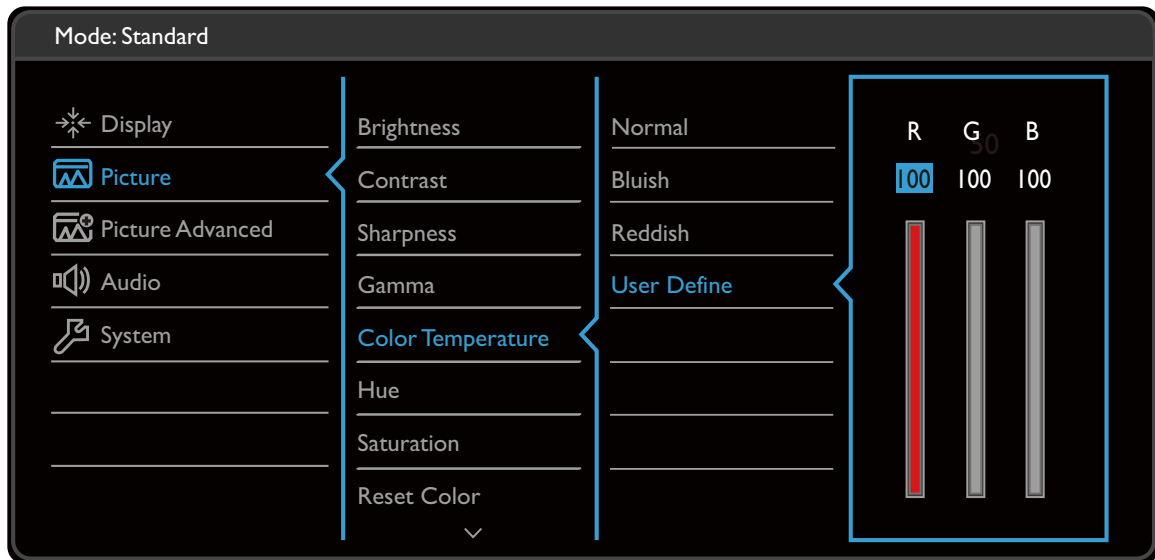 Mode: Standard
Display
Picture
Picture Advanced
Audio
System
Brightness
Contrast
Sharpness
Gamma
Color Temperature
Hue
Saturation
Reset Color
Normal
Bluish
Reddish
User Define
R G B
50
100 100 100